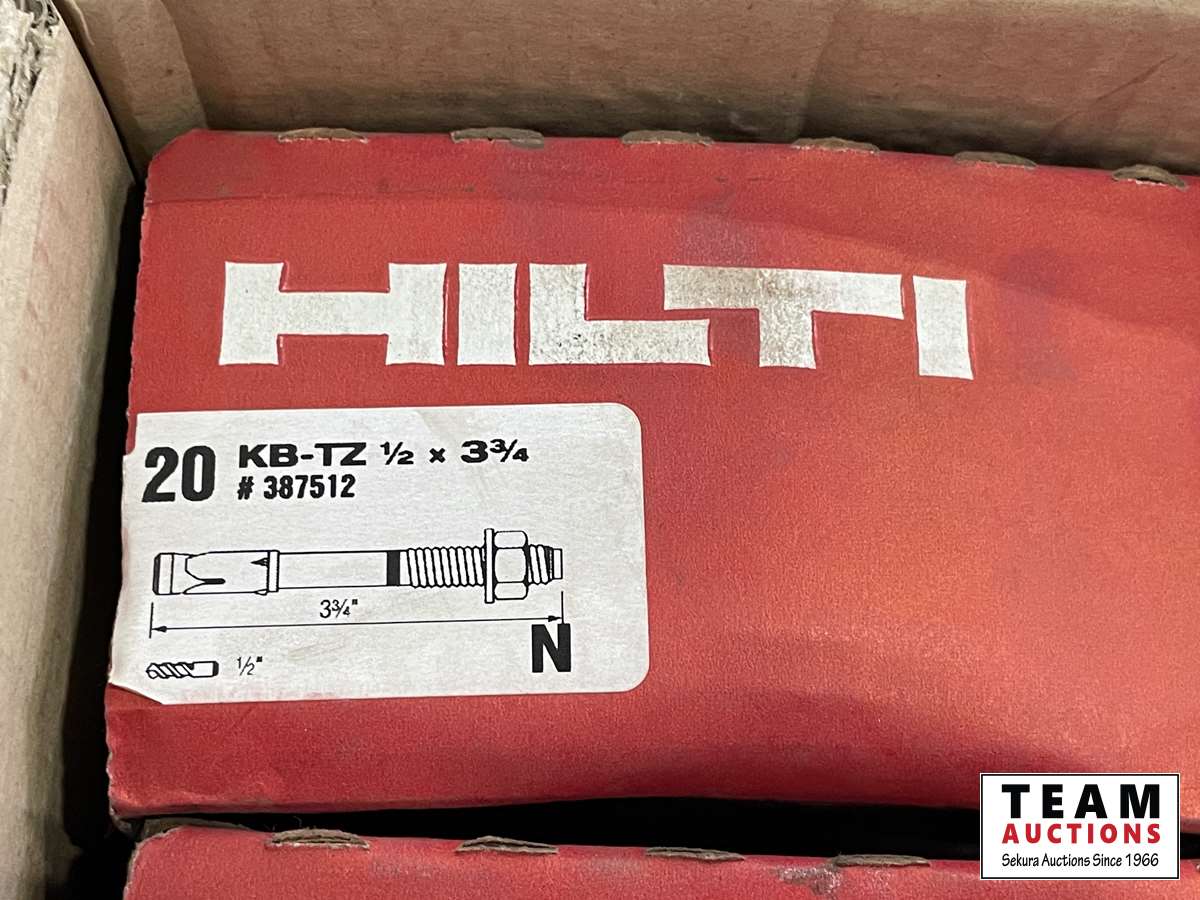 HILTI
20 KB-TZ ½ x 3¾
# 387512
3¾"
N
½"
TEAM
AUCTIONS
Sekura Auctions Since 1966